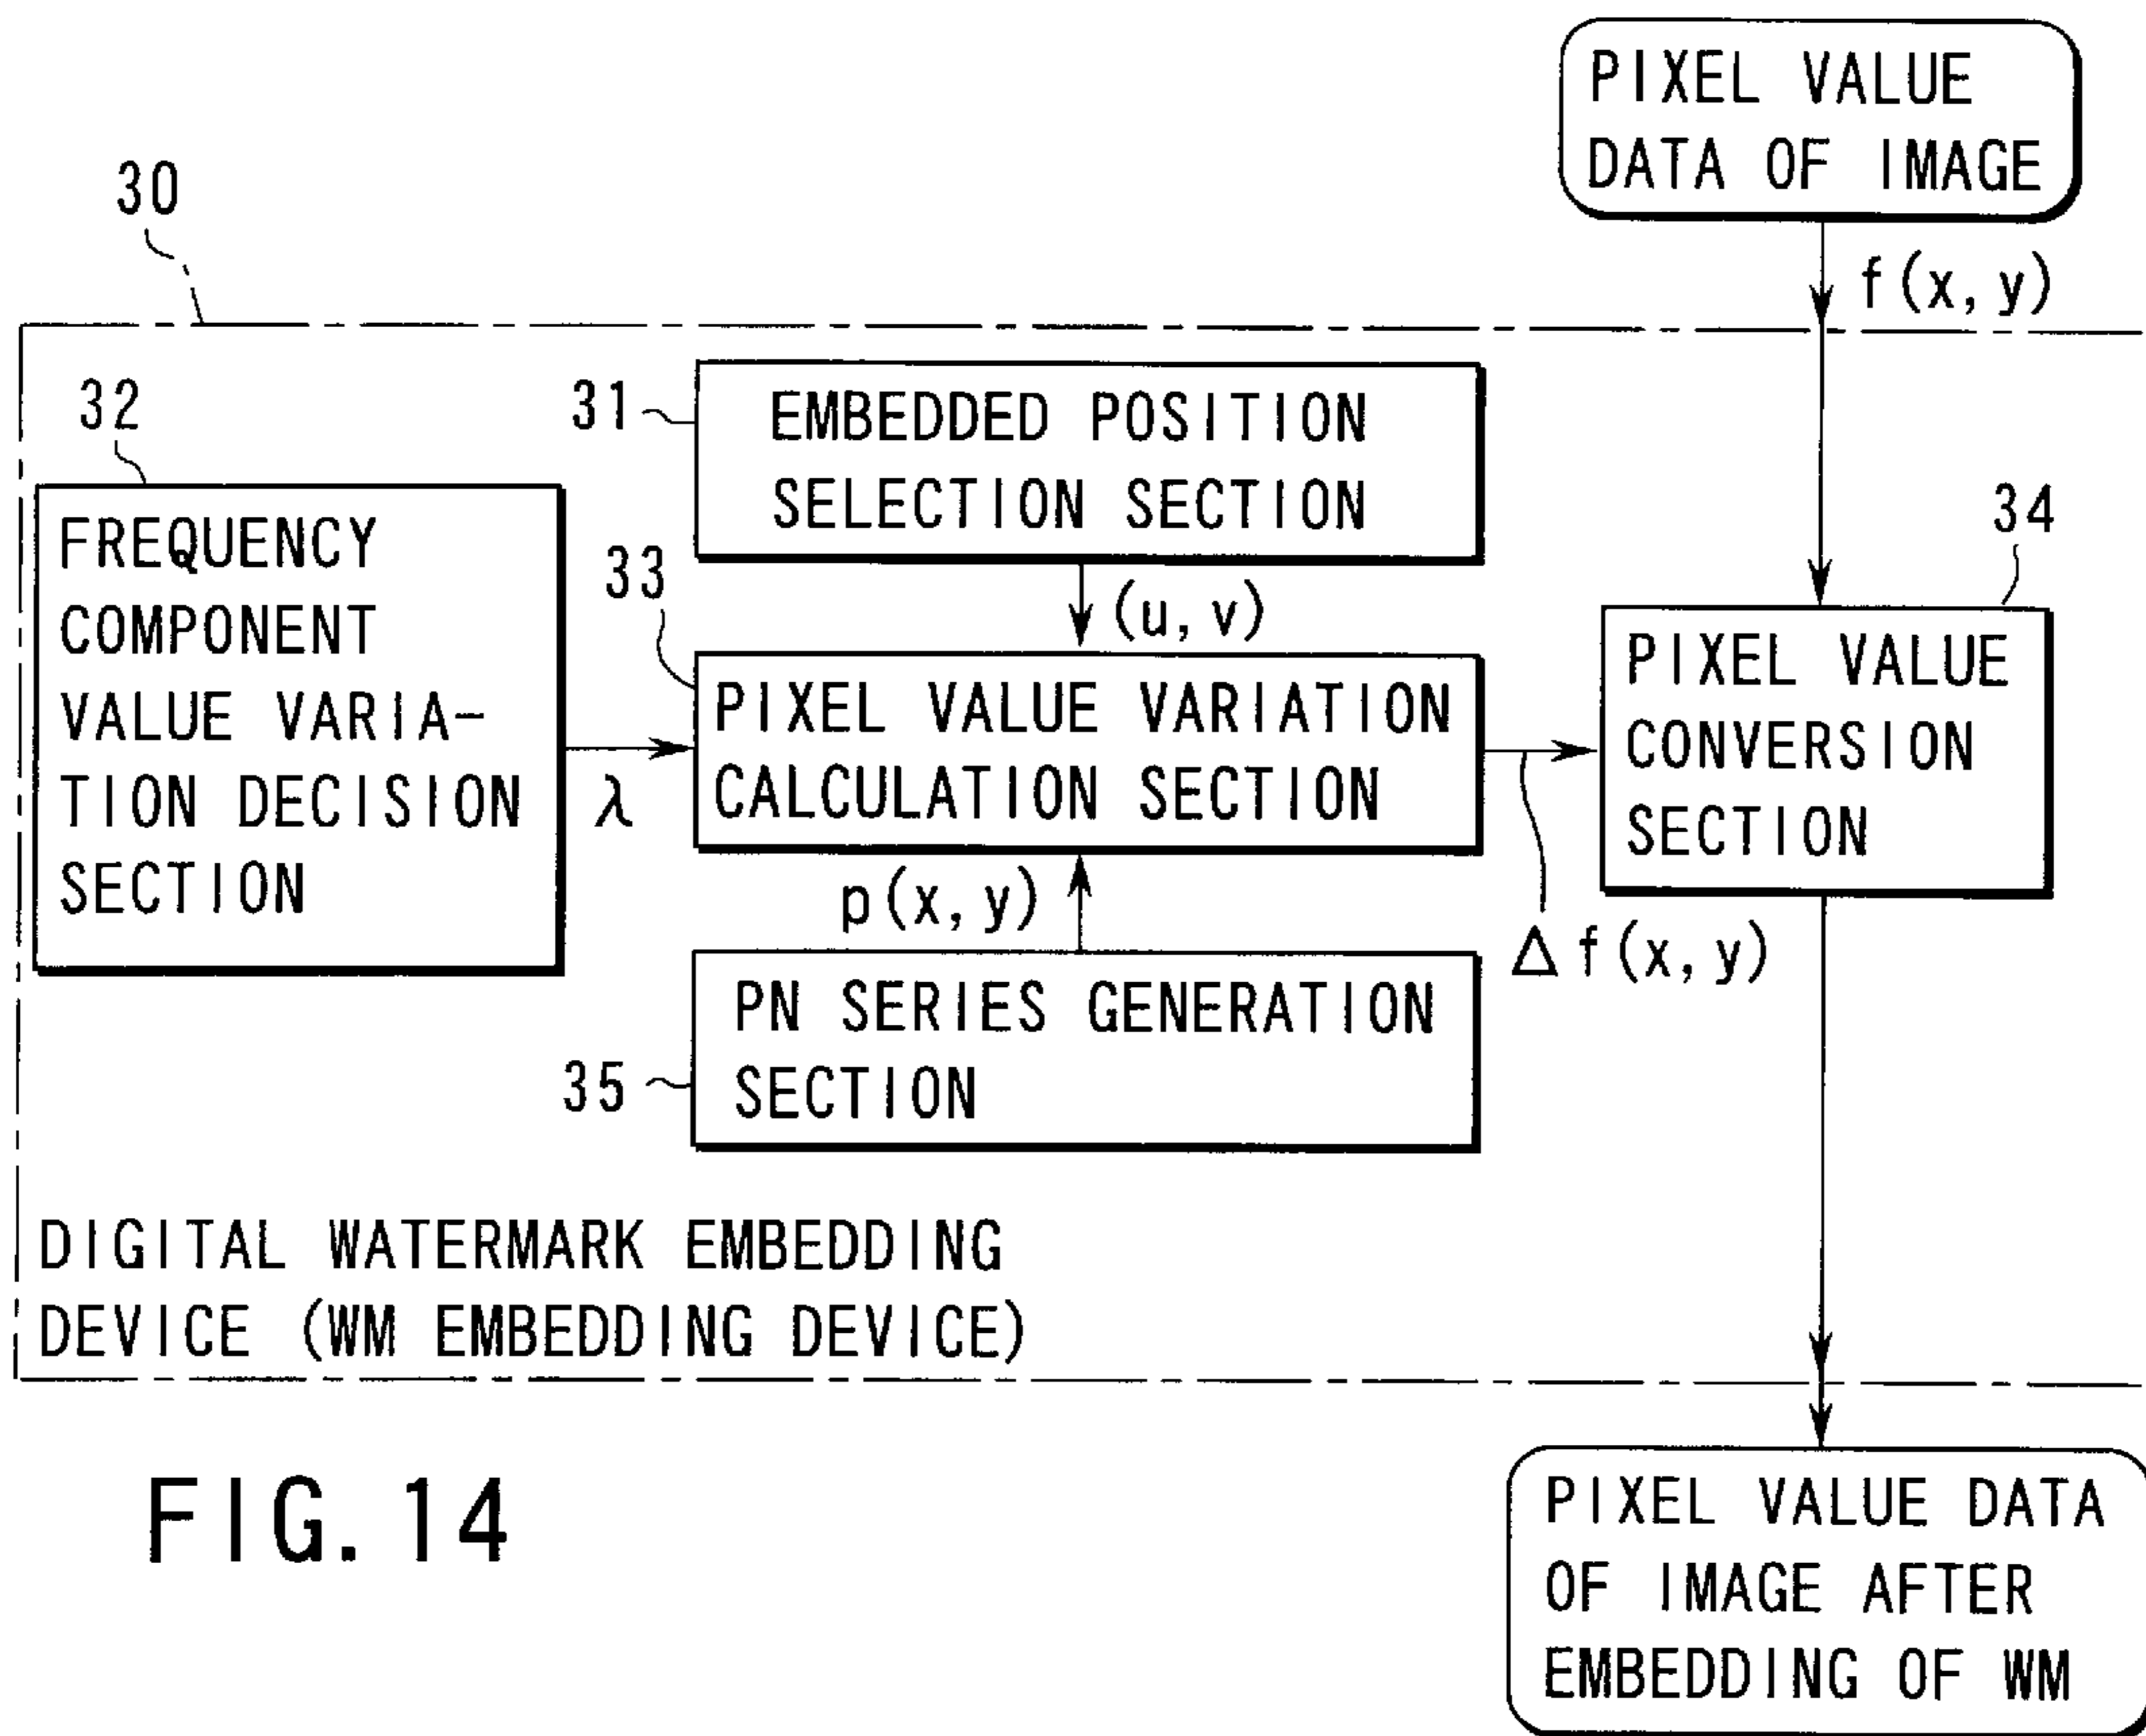 PIXEL VALUE
DATA OF IMAGE
30
f(x, y)
32
31
EMBEDDED POSITION
SELECTION SECTION
34
FREQUENCY
COMPONENT
VALUE VARIA-
TION DECISION
SECTION
33
(u, v)
PIXEL VALUE VARIATION
CALCULATION SECTION
PIXEL VALUE
CONVERSION
SECTION
λ
p(x, y)
Δf(x, y)
PN SERIES GENERATION
SECTION
35
DIGITAL WATERMARK EMBEDDING
DEVICE (WM EMBEDDING DEVICE)
FIG. 14
PIXEL VALUE DATA
OF IMAGE AFTER
EMBEDDING OF WM